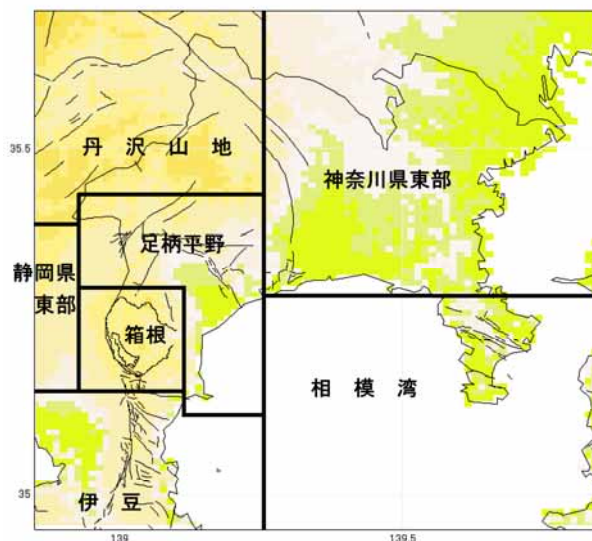 35.5
丹沢山地
神奈川県東部
足柄平野
静岡県
東部
箱根
相模湾
35
伊豆
139
139.5